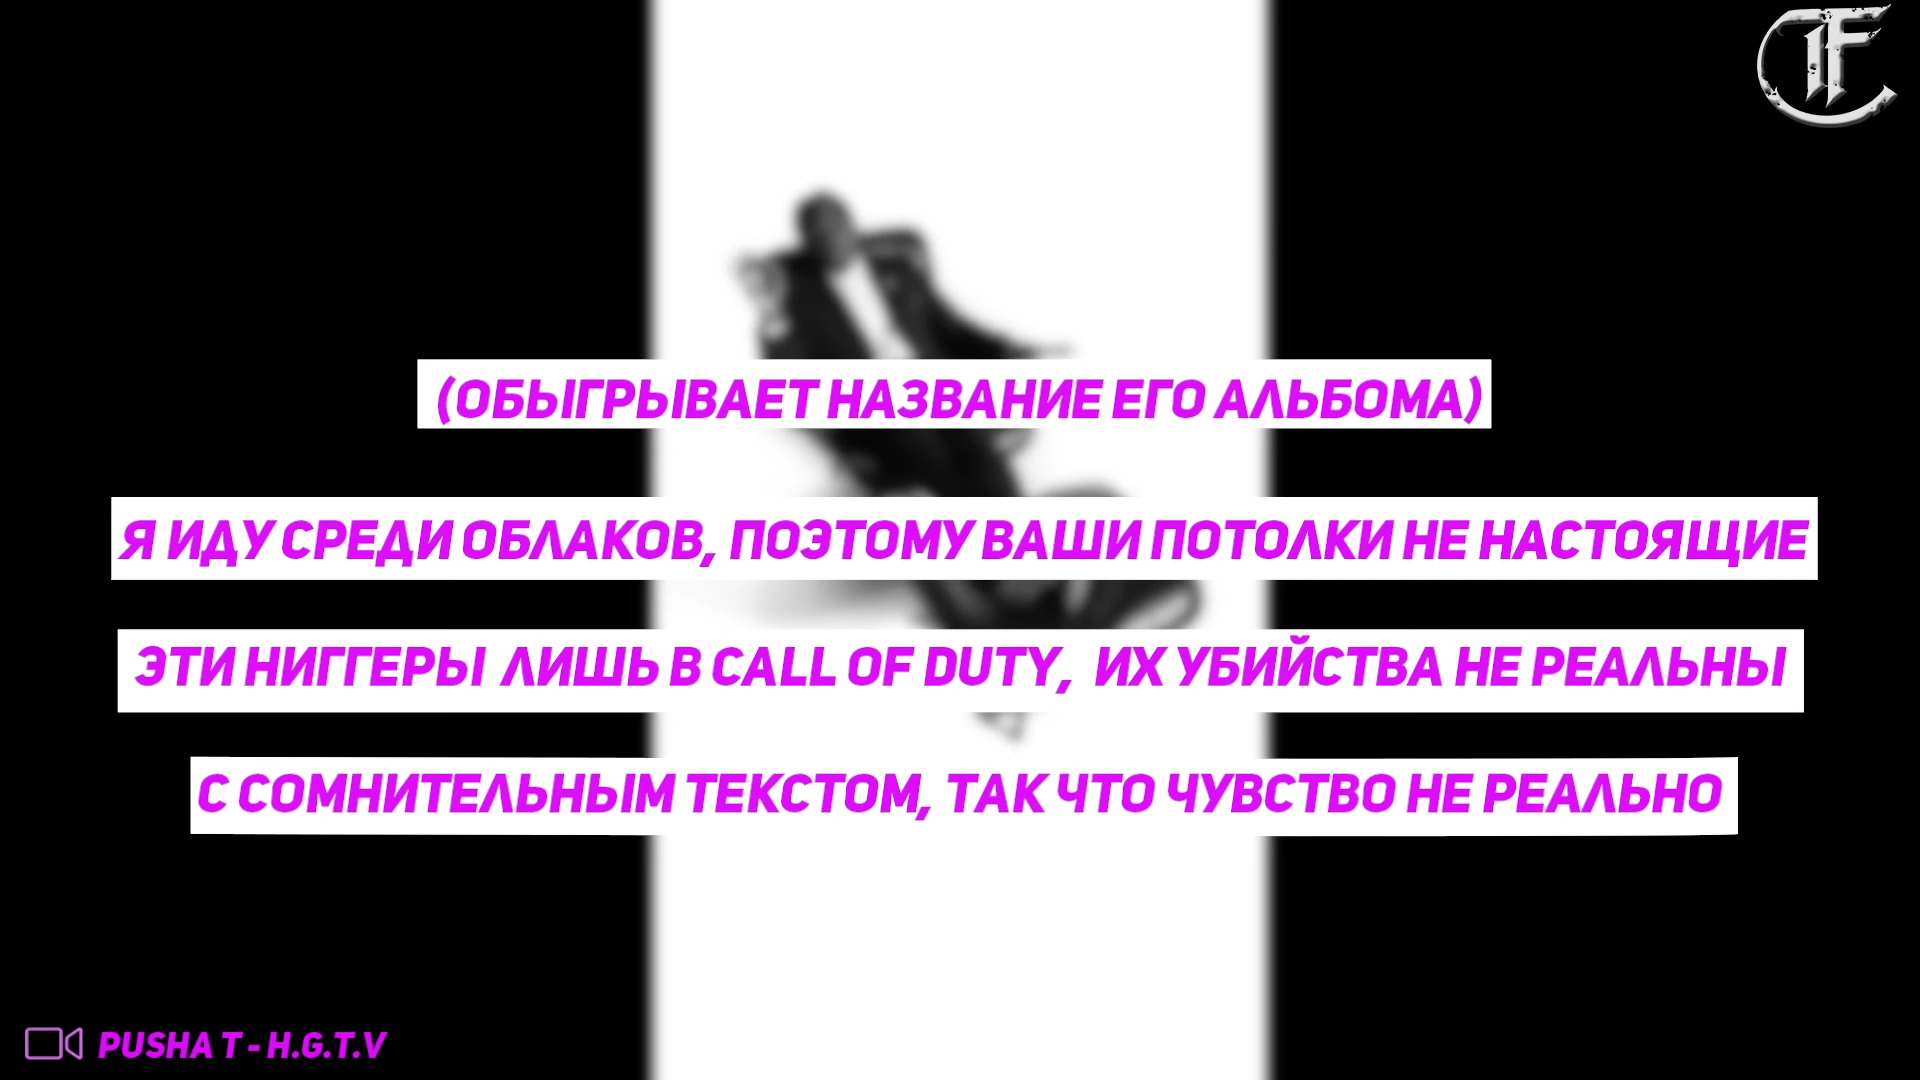 (ОБЫГРЫВАЕТ НАЗВАНИЕ ЕГО АЛЬБОМА)
Я ИДУ СРЕДИ ОБЛАКОВ, ПОЭТОМУ ВАШИ ПОТОЛКИ НЕ НАСТОЯЩИЕ
ЭТИ НИГГЕРЫ ЛИШЬ В CALL OF DUTY, ИХ УБИЙСТВА НЕ РЕАЛЬНЫ
С СОМНИТЕЛЬНЫМ ТЕКСТОМ, ТАК ЧТО ЧУВСТВО НЕ РЕАЛЬНО
PUSHA T - H.G.T.V